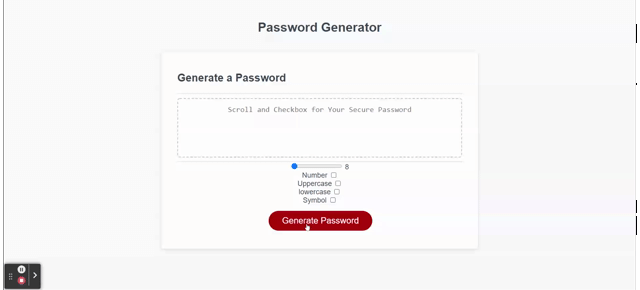 Password Generator
Generate a Password
Scroll and Checkbox for Your Secure Password
8
Number
Uppercase
lowercase
Symbol
Generate Password